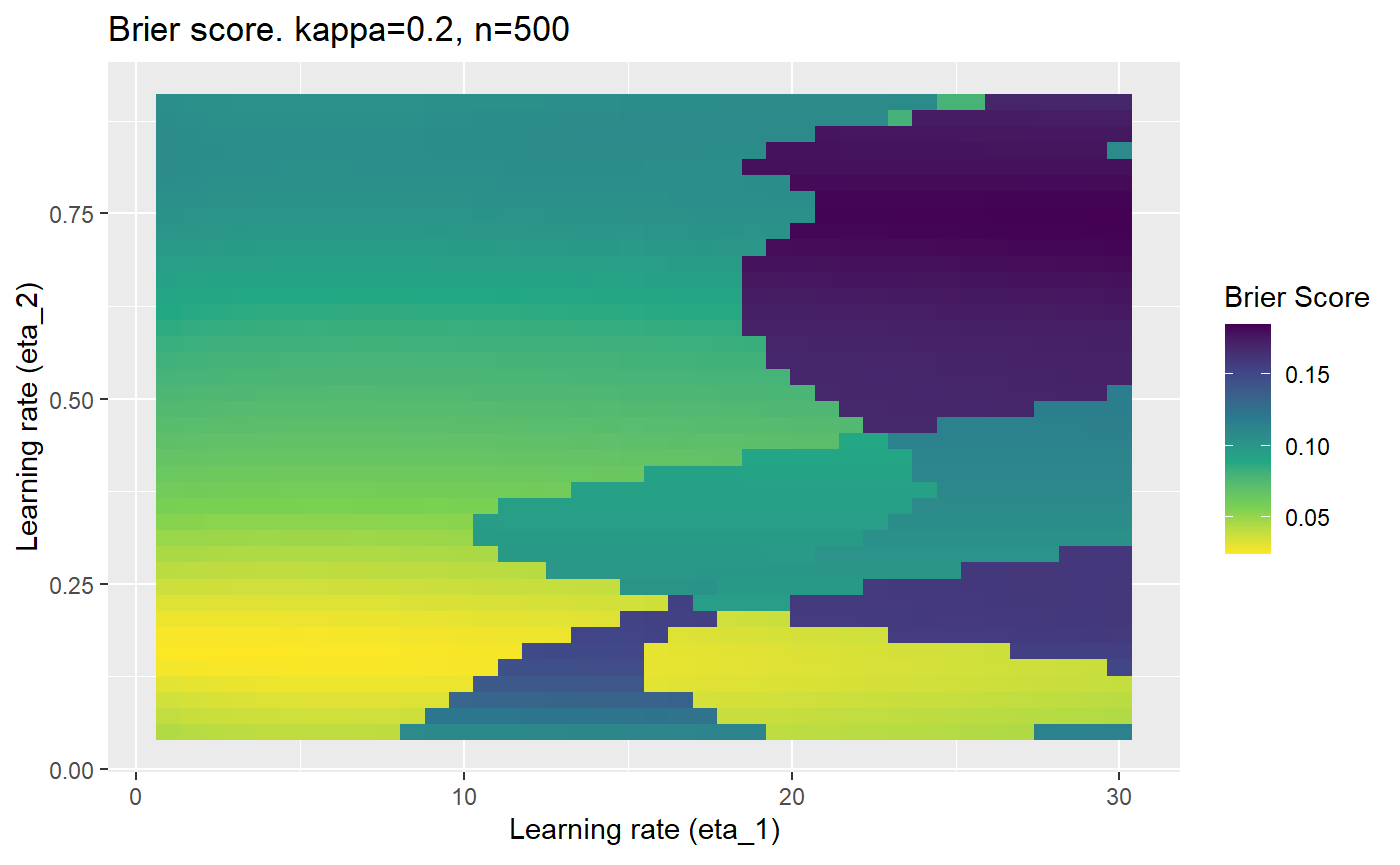 Brier score. kappa=0.2, n=500
Learning rate (eta_2)
0.75
0.50
0.25
0.00
0
10
20
30
Learning rate (eta_1)
Brier Score
0.15
0.10
0.05